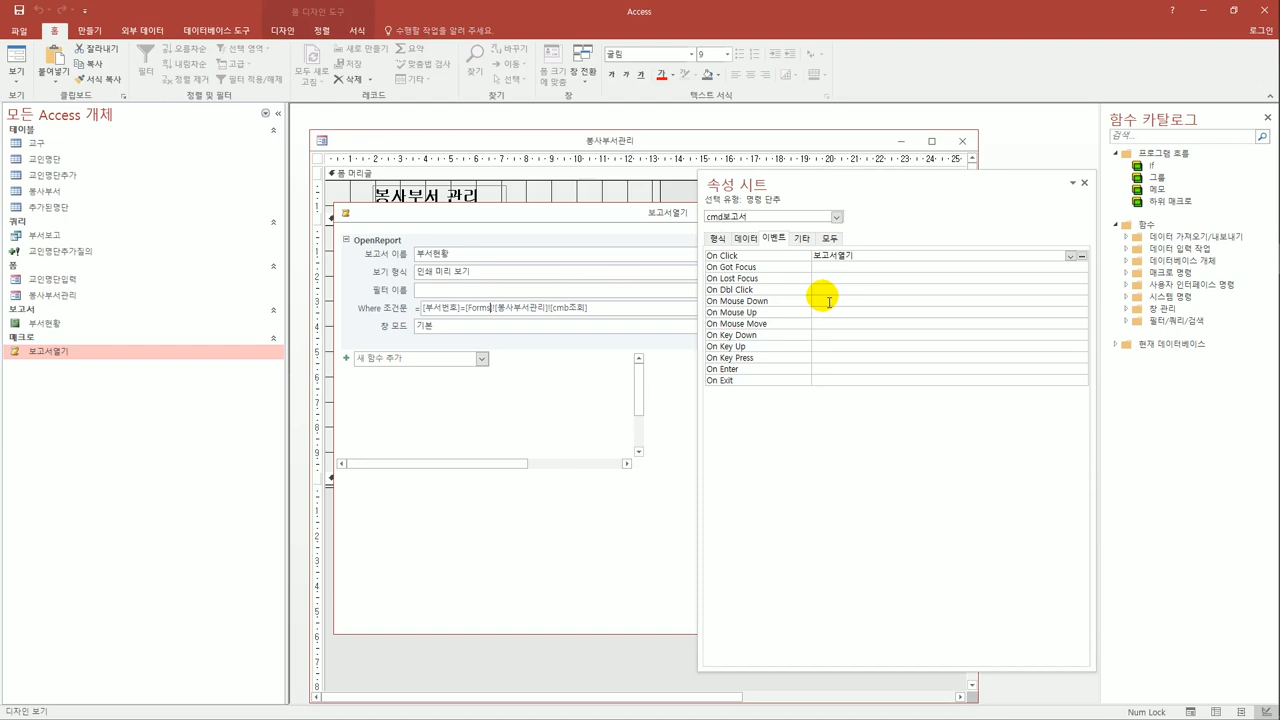 폼 디자인 도구
Access
?
파일 홈 만들기 외부 데이터 데이터베이스 도구 디자인 정렬 서식 수행할 작업을 알려 주세요.
로그인
보기
보기
붙여넣기
잘라내기
복사
서식 복사
클립보드
필터
오름차순
내림차순
정렬 제거
선택 영역
고급
필터 적용/해제
정렬 및 필터
모두 새로 고침
새로 만들기
저장
삭제
요약
맞춤법 검사
기타
레코드
찾기
바꾸기
이동
선택
찾기
폼 크기에 맞춤
창 전환
창
굴림
9
가 가 가 가
텍스트 서식
모든 Access 개체
테이블
교구
교인명단
교인명단추가
봉사부서
추가된명단
쿼리
부서보고
교인명단추가질의
폼
교인명단입력
봉사부서관리
보고서
부서현황
매크로
보고서열기
봉사부서관리
폼 머리글
봉사부서 관리
보고서열기
OpenReport
보고서 이름 부서현황
보기 형식 인쇄 미리 보기
필터 이름
Where 조건문 = [부서번호]=[Forms]![봉사부서관리]![cmb조회]
창 모드 기본
새 함수 추가
속성 시트
선택 유형: 명령 단추
cmd보고서
형식 데이터 이벤트 기타 모두
On Click 보고서열기
On Got Focus
On Lost Focus
On Dbl Click
On Mouse Down
On Mouse Up
On Mouse Move
On Key Down
On Key Up
On Key Press
On Enter
On Exit
함수 카탈로그
검색...
프로그램 흐름
If
그룹
메모
하위 매크로
함수
데이터 가져오기/내보내기
데이터 입력 작업
데이터베이스 개체
매크로 명령
사용자 인터페이스 명령
시스템 명령
창 관리
필터/쿼리/검색
현재 데이터베이스
디자인 보기
Num Lock